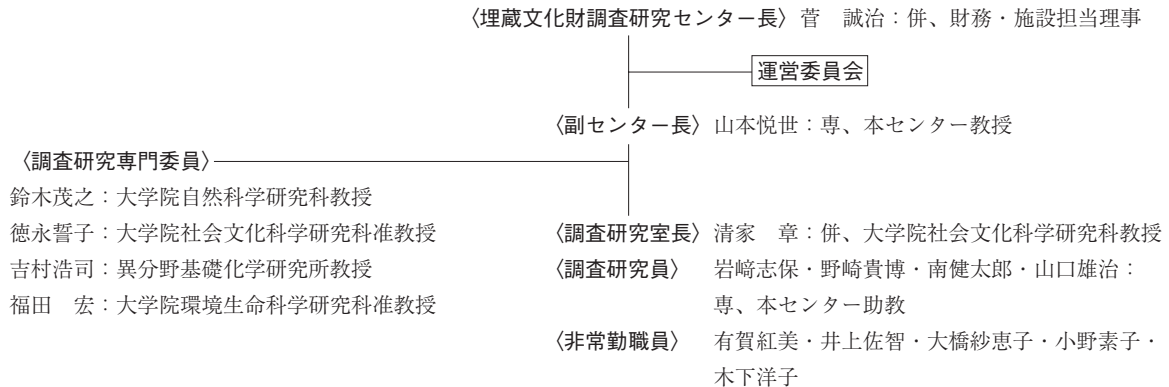 〈埋蔵文化財調査研究センター長〉菅　誠治：併、財務・施設担当理事
運営委員会
〈副センター長〉山本悦世：専、本センター教授
〈調査研究専門委員〉
鈴木茂之：大学院自然科学研究科教授
徳永誓子：大学院社会文化科学研究科准教授
吉村浩司：異分野基礎化学研究所教授
福田　宏：大学院環境生命科学研究科准教授
〈調査研究室長〉清家　章：併、大学院社会文化科学研究科教授
〈調査研究員〉　岩﨑志保・野崎貴博・南健太郎・山口雄治：
専、本センター助教
〈非常勤職員〉　有賀紅美・井上佐智・大橋紗恵子・小野素子・
木下洋子